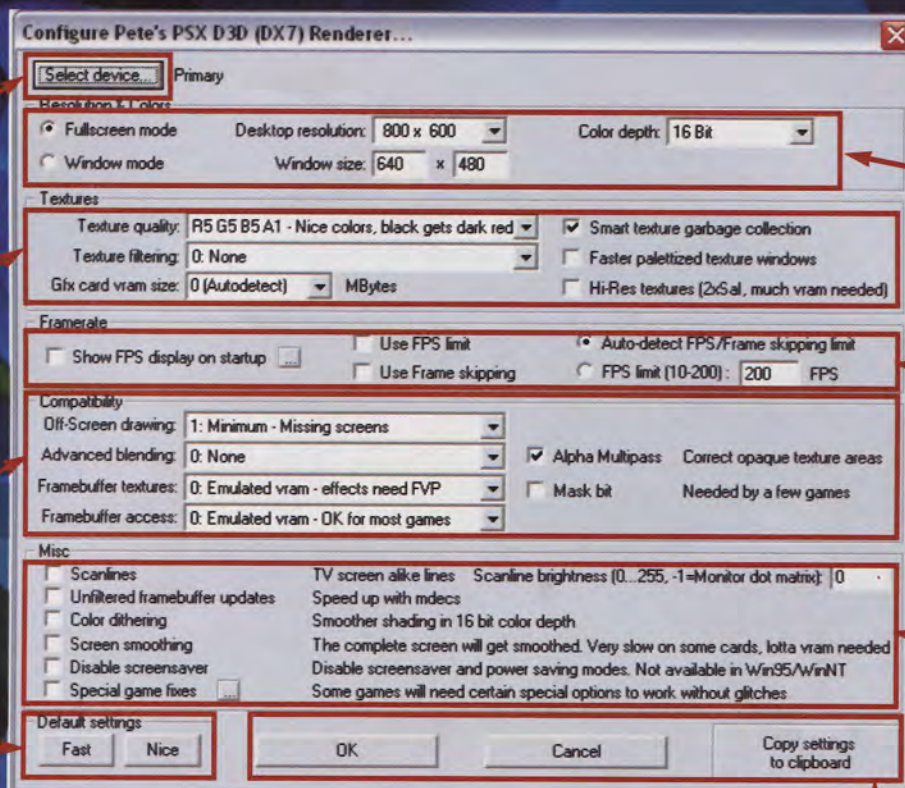 Configure Pete's PSX D3D (DX7) Renderer...
Select device... Primary
Resolution & Colors
Fullscreen mode Desktop resolution: 800 x 600 Color depth: 16 Bit
Window mode Window size: 640 x 480
Textures
Texture quality: R5 G5 B5 A1 - Nice colors, black gets dark red Smart texture garbage collection
Texture filtering: 0: None Faster palettized texture windows
Gfx card vram size: 0 (Autodetect) MBytes Hi-Res textures (2xSaI, much vram needed)
Framerate
Show FPS display on startup ... Use FPS limit Auto-detect FPS/Frame skipping limit
Use Frame skipping FPS limit (10-200) : 200 FPS
Compatibility
Off-Screen drawing: 1: Minimum - Missing screens
Advanced blending: 0: None Alpha Multipass Correct opaque texture areas
Framebuffer textures: 0: Emulated vram - effects need FVP Mask bit Needed by a few games
Framebuffer access: 0: Emulated vram - OK for most games
Misc
Scanlines TV screen alike lines Scanline brightness (0...255, -1=Monitor dot matrix): 0
Unfiltered framebuffer updates Speed up with mdecs
Color dithering Smoother shading in 16 bit color depth
Screen smoothing The complete screen will get smoothed. Very slow on some cards, lotta vram needed
Disable screensaver Disable screensaver and power saving modes. Not available in Win95/WinNT
Special game fixes ... Some games will need certain special options to work without glitches
Default settings
Fast Nice OK Cancel Copy settings
to clipboard